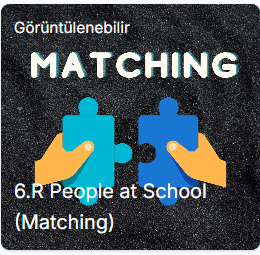 Görüntülenebilir
MATCHING
6.R People at School
(Matching)